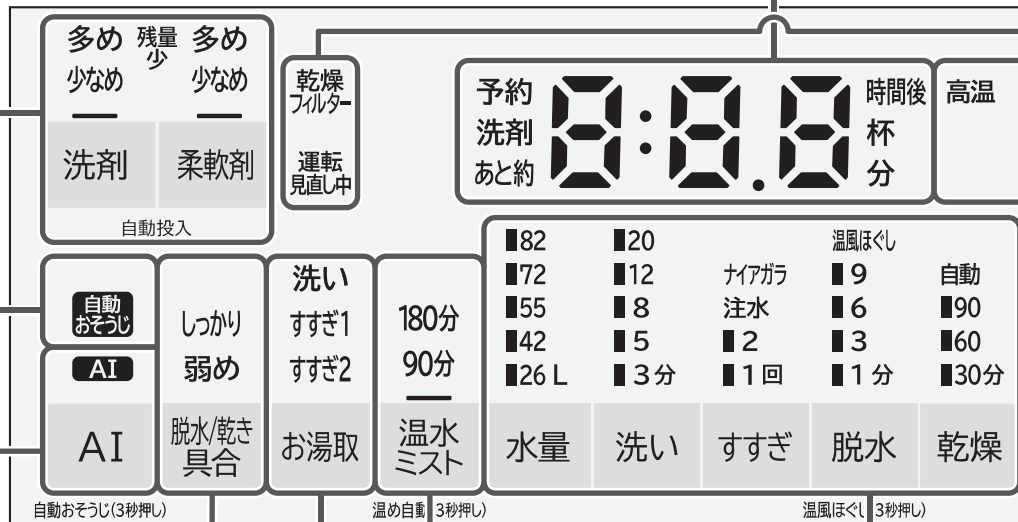 多め 残量少 多め
少なめ 少なめ
洗剤 柔軟剤
自動投入
乾燥
フィルター
運転
見直し中
予約 8:8.8 時間後
洗剤 杯
あと約 分
高温
自動
おそうじ
AI
AI
しっかり
弱め
脱水/乾き
具合
洗い
すすぎ1
すすぎ2
お湯取
180分
90分
温水
ミスト
82 20 温風ほぐし
72 12 ナイアガラ 9 自動
55 8 注水 6 90
42 5 2 3 60
26 L 3分 1回 1分 30分
水量 洗い すすぎ 脱水 乾燥
自動おそうじ(3秒押し) 温め自動 3秒押し) 温風ほぐし 3秒押し)